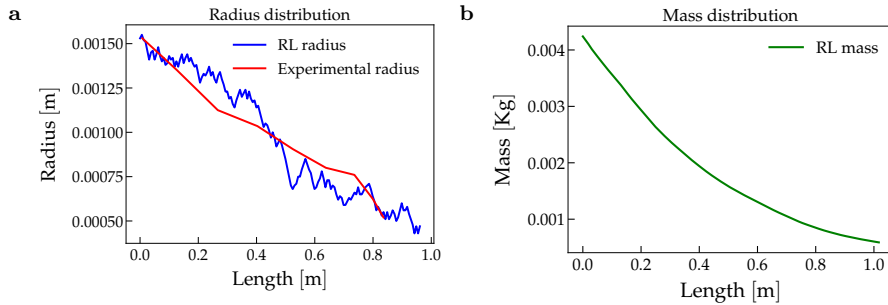 a
Radius distribution
RL radius
Experimental radius
0.00150
0.00125
0.00100
0.00075
0.00050
Radius [m]
0.0
0.2
0.4
0.6
0.8
1.0
Length [m]
b
Mass distribution
RL mass
0.004
0.003
0.002
0.001
Mass [Kg]
0.0
0.2
0.4
0.6
0.8
1.0
Length [m]